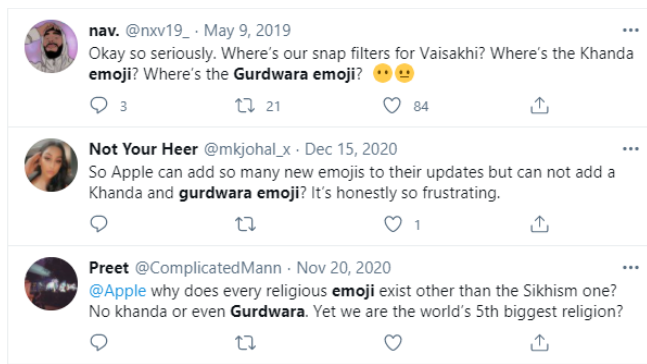 nav. @nxv19_ · May 9, 2019
Okay so seriously. Where's our snap filters for Vaisakhi? Where's the Khanda
emoji? Where's the Gurdwara emoji? 😶😐
3 21 84
Not Your Heer @mkjohal_x · Dec 15, 2020
So Apple can add so many new emojis to their updates but can not add a
Khanda and gurdwara emoji? It's honestly so frustrating.
1
Preet @ComplicatedMann · Nov 20, 2020
@Apple why does every religious emoji exist other than the Sikhism one?
No khanda or even Gurdwara. Yet we are the world's 5th biggest religion?